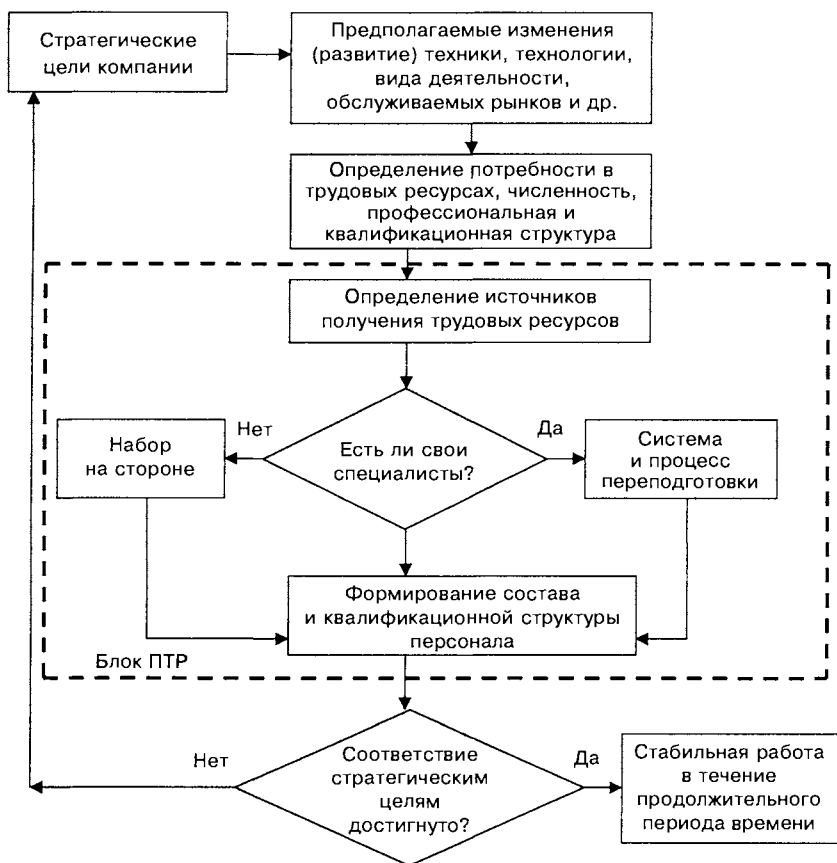 Стратегические
цели компании
Предполагаемые изменения
(развитие) техники, технологии,
вида деятельности,
обслуживаемых рынков и др.
Определение потребности в
трудовых ресурсах, численность,
профессиональная и
квалификационная структура
Определение источников
получения трудовых ресурсов
Нет
Есть ли свои
специалисты?
Да
Набор
на стороне
Система
и процесс
переподготовки
Формирование состава
и квалификационной структуры
персонала
Блок ПТР
Нет
Соответствие
стратегическим
целям
достигнуто?
Да
Стабильная работа
в течение
продолжительного
периода времени